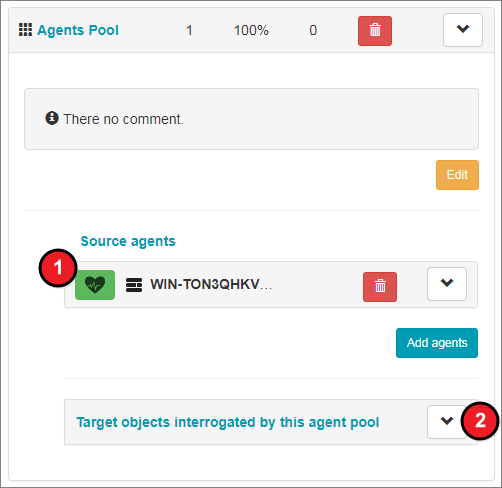 Agents Pool 1 100% 0
There no comment.
Edit
Source agents
1
WIN-TON3QHKV...
Add agents
Target objects interrogated by this agent pool
2